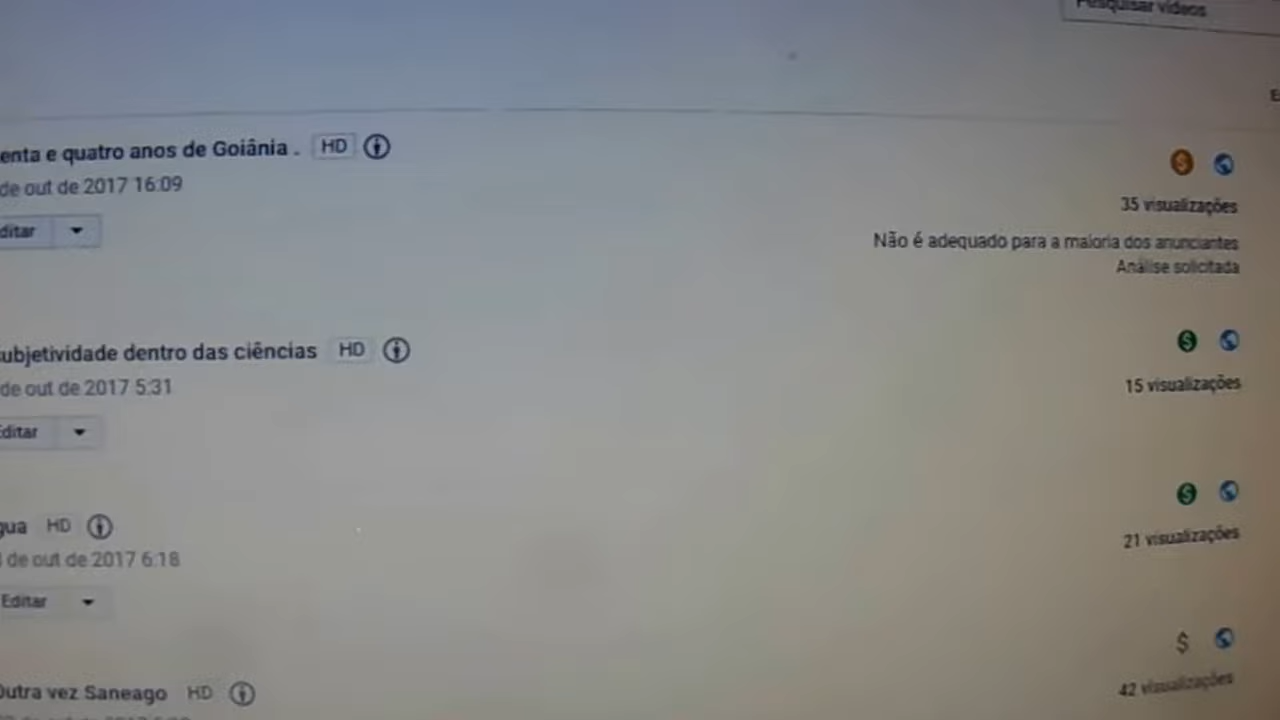 Pesquisar vídeos
enta e quatro anos de Goiânia . HD
de out de 2017 16:09
ditar
35 visualizações
Não é adequado para a maioria dos anunciantes
Análise solicitada
ubjetividade dentro das ciências HD
de out de 2017 5:31
Editar
15 visualizações
gua HD
de out de 2017 6:18
Editar
21 visualizações
Outra vez Saneago HD
42 visualizações